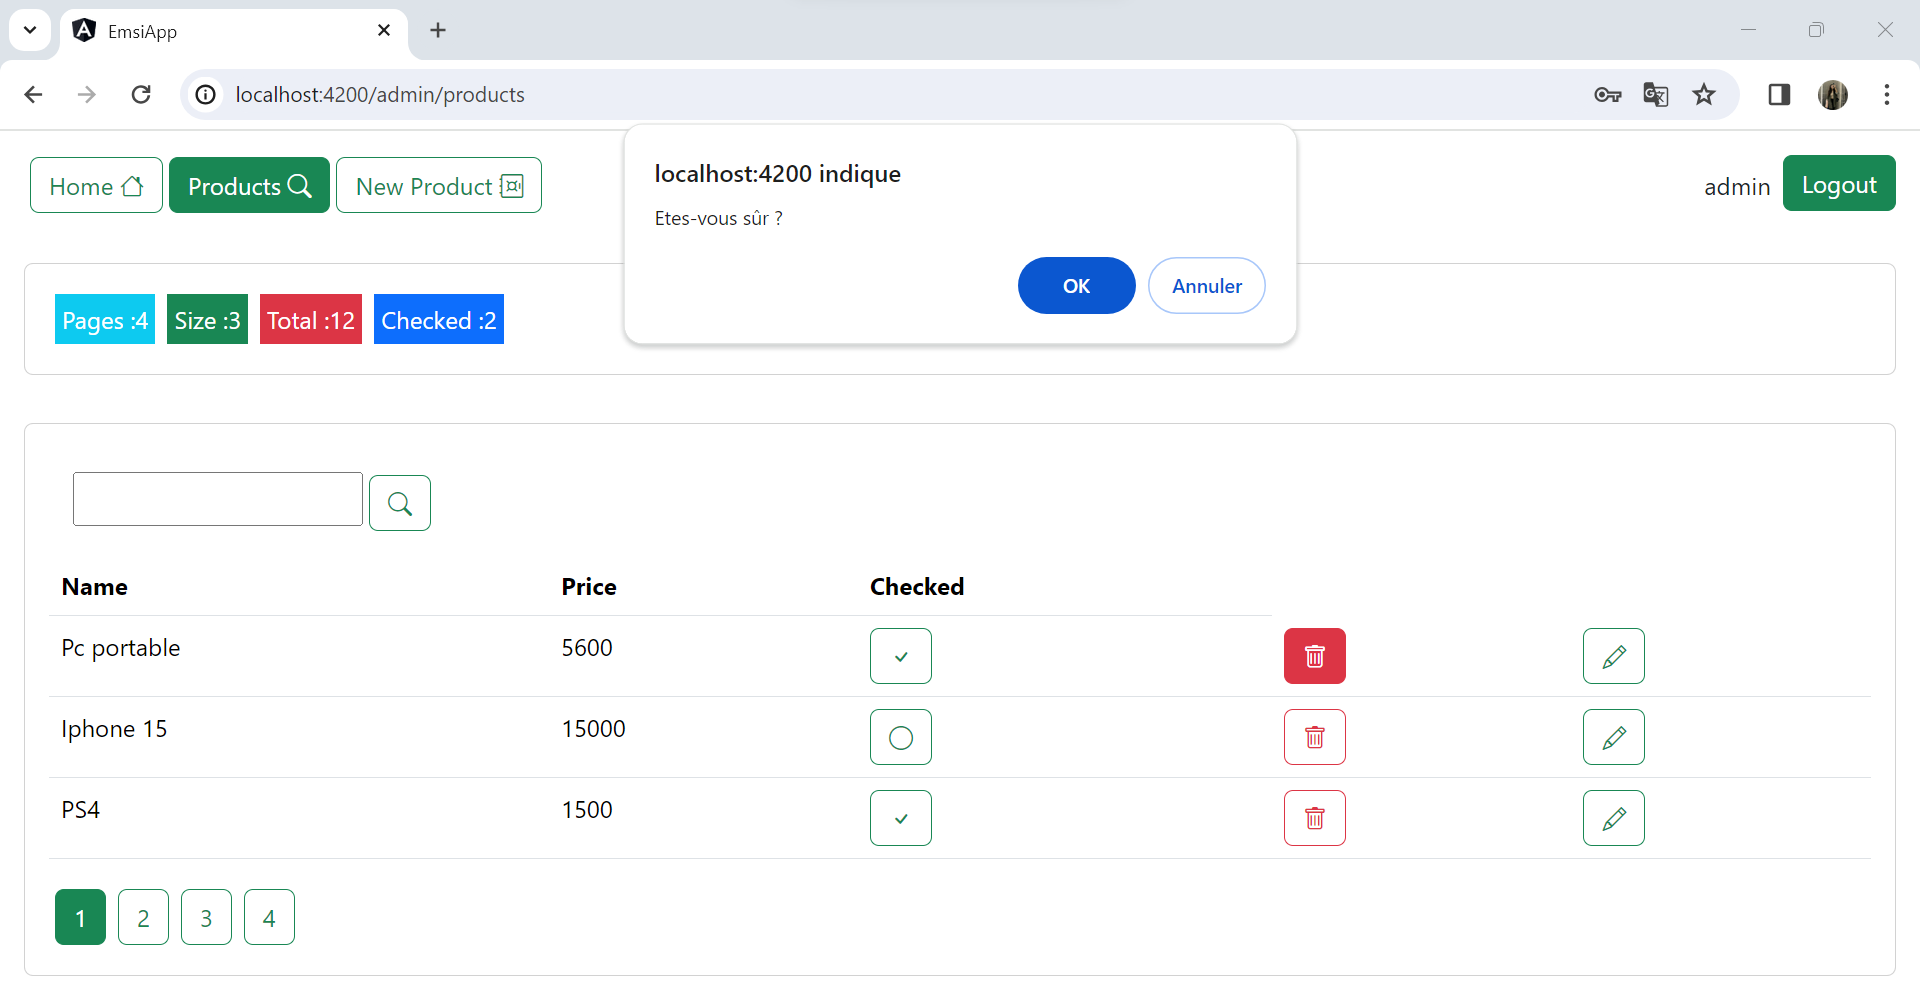 EmsiApp
localhost:4200/admin/products
Home
Products
New Product
localhost:4200 indique
Etes-vous sûr ?
OK
Annuler
admin
Logout
Pages :4
Size :3
Total :12
Checked :2
Name Price Checked
Pc portable 5600
Iphone 15 15000
PS4 1500
1 2 3 4